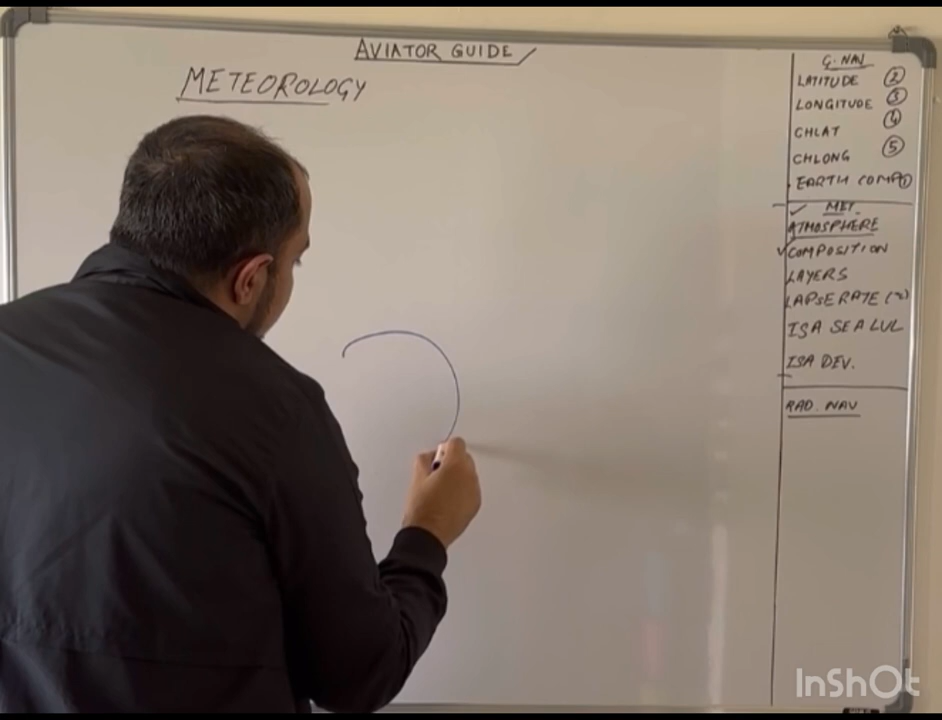 AVIATOR GUIDE
METEOROLOGY
G. NAV
LATITUDE ②
LONGITUDE ③
CHLAT ④
CHLONG ⑤
EARTH COMP ①
✓ MET.
ATMOSPHERE
✓ COMPOSITION
LAYERS
LAPSE RATE (~)
ISA SEA LVL
ISA DEV.
RAD. NAV
InShOt